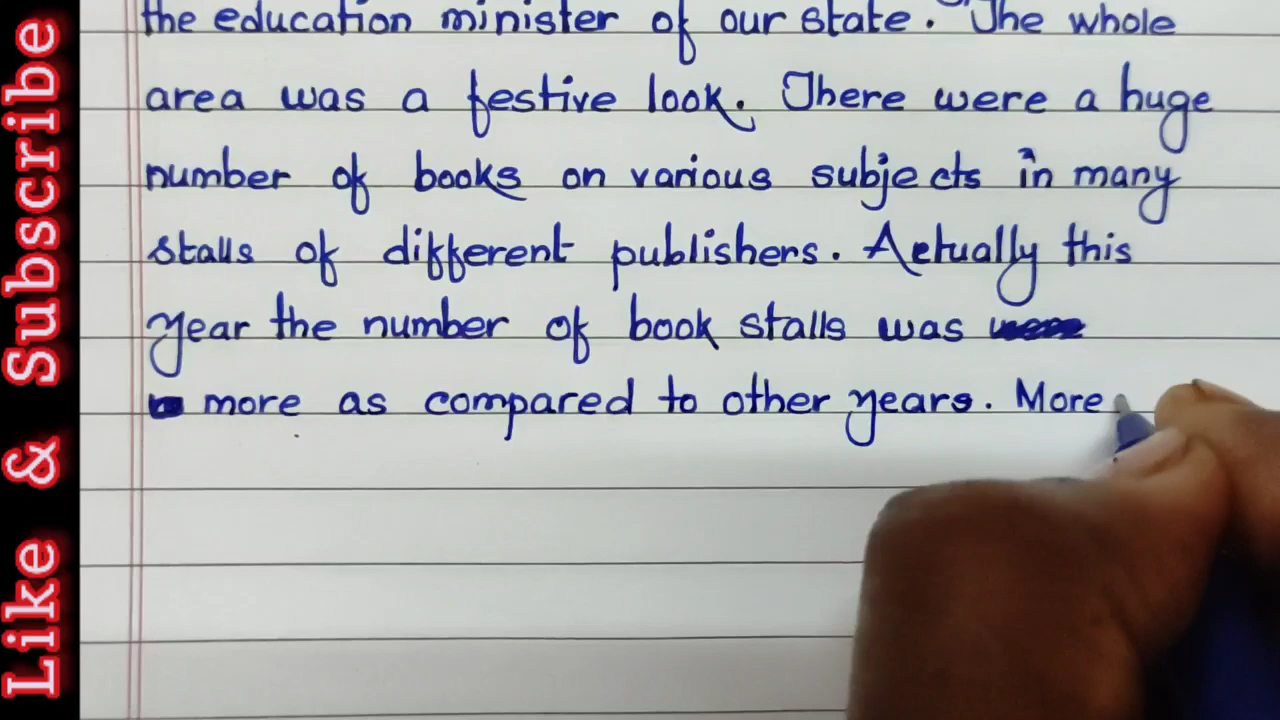 Like & Subscribe
the education minister of our state. The whole
area was a festive look. There were a huge
number of books on various subjects in many
stalls of different publishers. Actually this
year the number of book stalls was
more as compared to other years. More